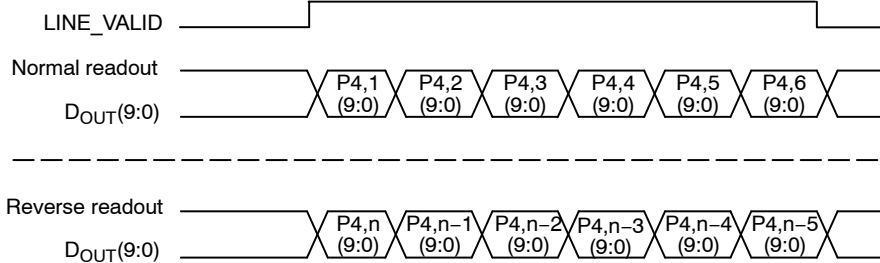 LINE_VALID
Normal readout
P4,1 P4,2 P4,3 P4,4 P4,5 P4,6
(9:0) (9:0) (9:0) (9:0) (9:0) (9:0)
DOUT(9:0)
Reverse readout
P4,n P4,n−1 P4,n−2 P4,n−3 P4,n−4 P4,n−5
(9:0) (9:0) (9:0) (9:0) (9:0) (9:0)
DOUT(9:0)